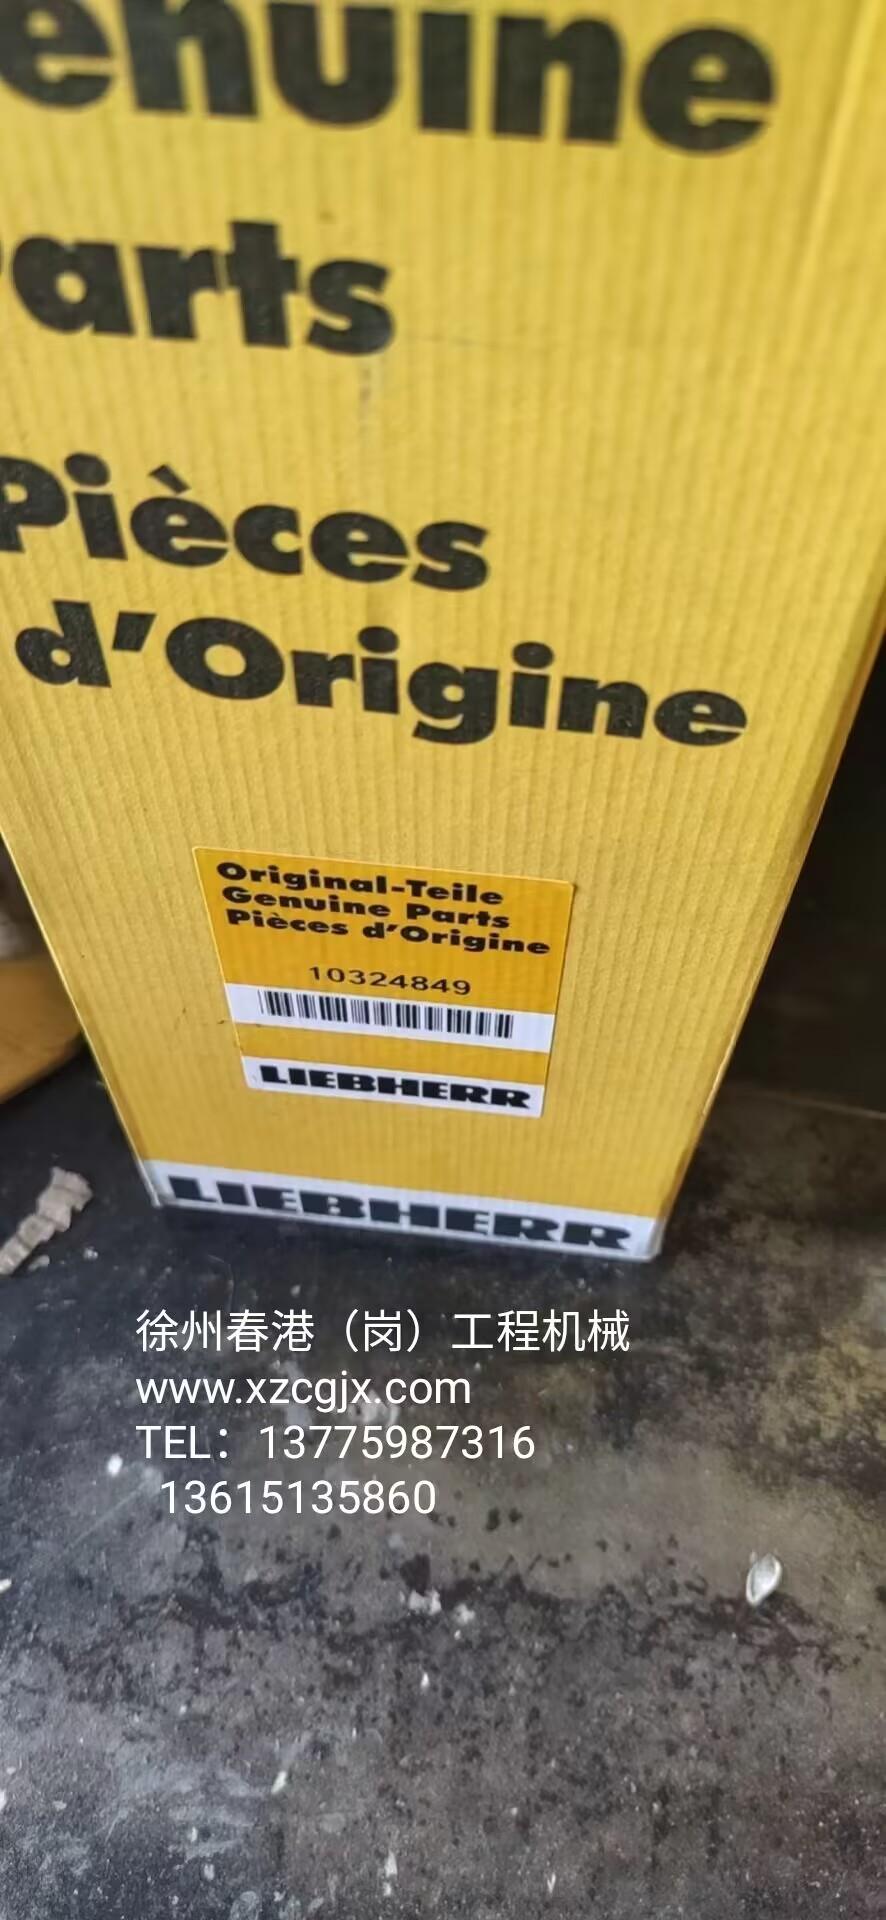 enuine
arts
Pièces
d'Origine
Original-Teile
Genuine Parts
Pièces d'Origine
10324849
LIEBHERR
LIEBHERR
徐州春港（岗）工程机械
www.xzcgjx.com
TEL：13775987316
13615135860